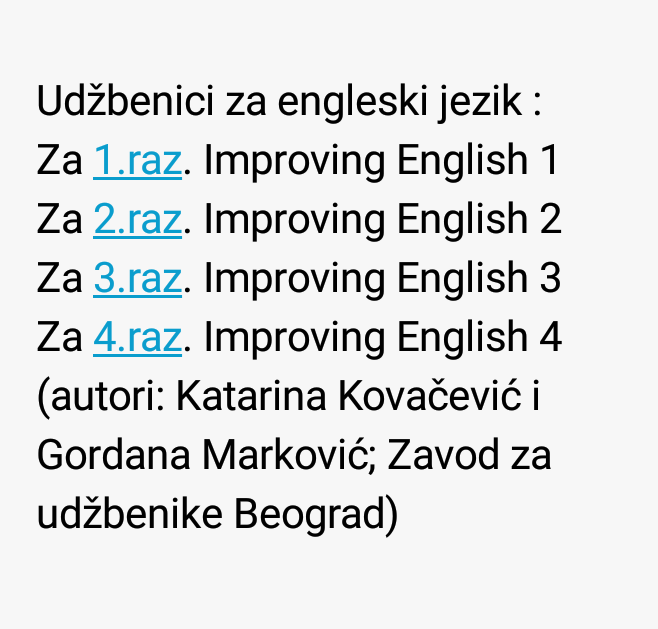 Udžbenici za engleski jezik :
Za 1.raz. Improving English 1
Za 2.raz. Improving English 2
Za 3.raz. Improving English 3
Za 4.raz. Improving English 4
(autori: Katarina Kovačević i
Gordana Marković; Zavod za
udžbenike Beograd)